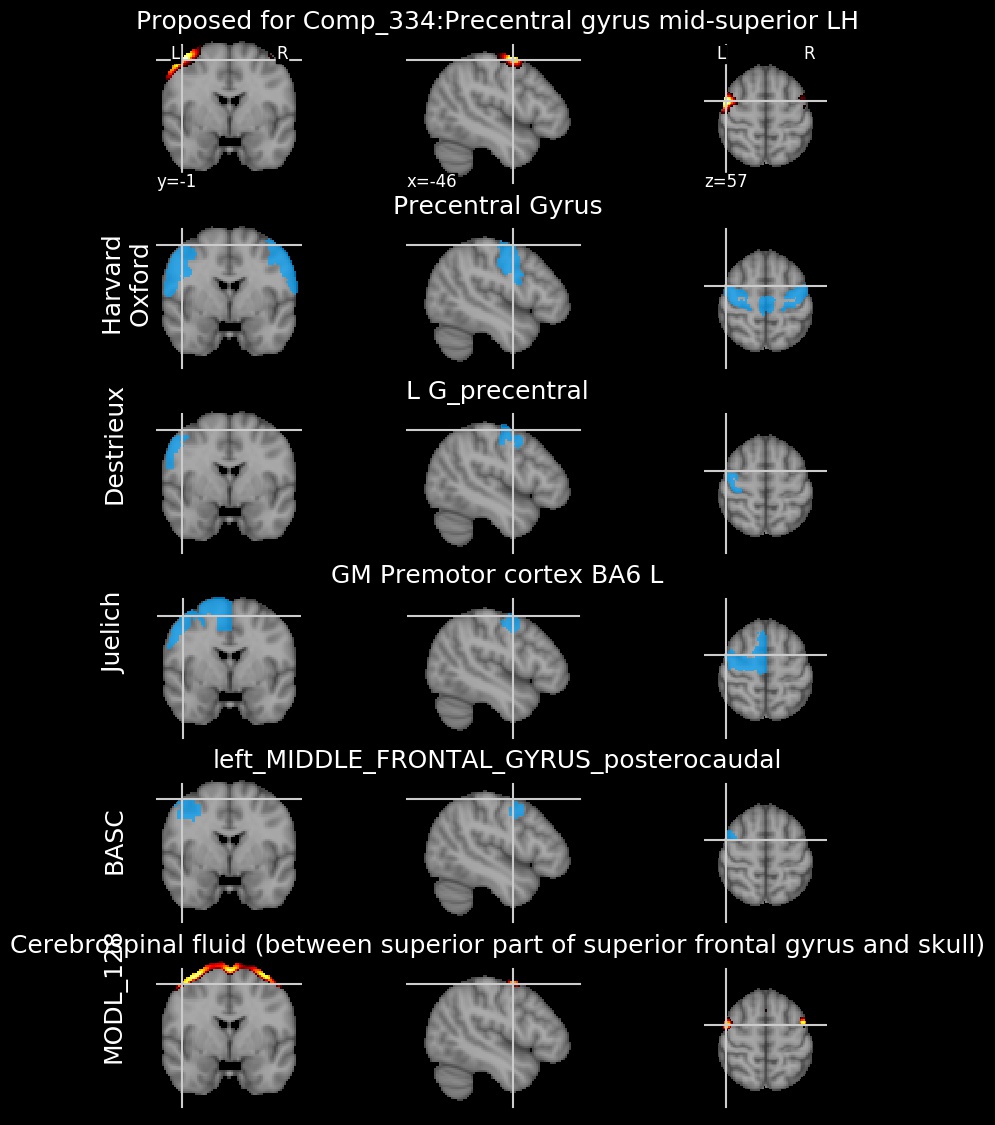 Proposed for Comp_334:Precentral gyrus mid-superior LH
L R
L R
y=-1
x=-46
z=57
Precentral Gyrus
Harvard
Oxford
L G_precentral
Destrieux
GM Premotor cortex BA6 L
Juelich
left_MIDDLE_FRONTAL_GYRUS_posterocaudal
BASC
Cerebrospinal fluid (between superior part of superior frontal gyrus and skull)
MODL_128